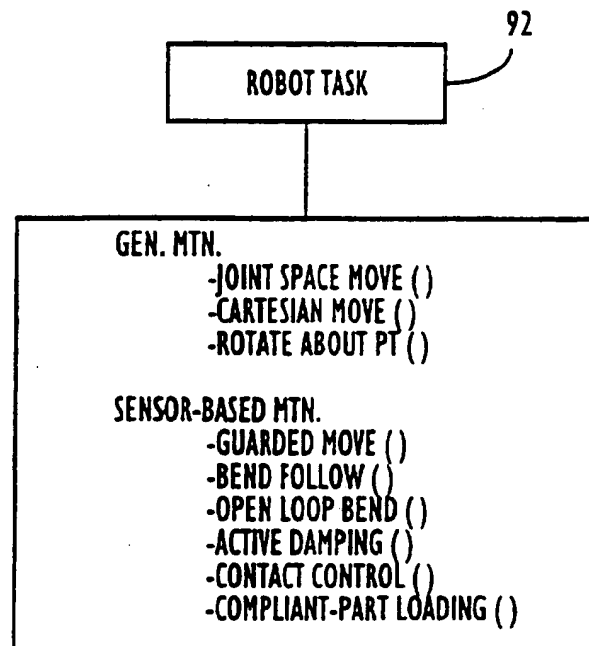 92
ROBOT TASK
GEN. MTN.
-JOINT SPACE MOVE ( )
-CARTESIAN MOVE ( )
-ROTATE ABOUT PT ( )
SENSOR-BASED MTN.
-GUARDED MOVE ( )
-BEND FOLLOW ( )
-OPEN LOOP BEND ( )
-ACTIVE DAMPING ( )
-CONTACT CONTROL ( )
-COMPLIANT-PART LOADING ( )